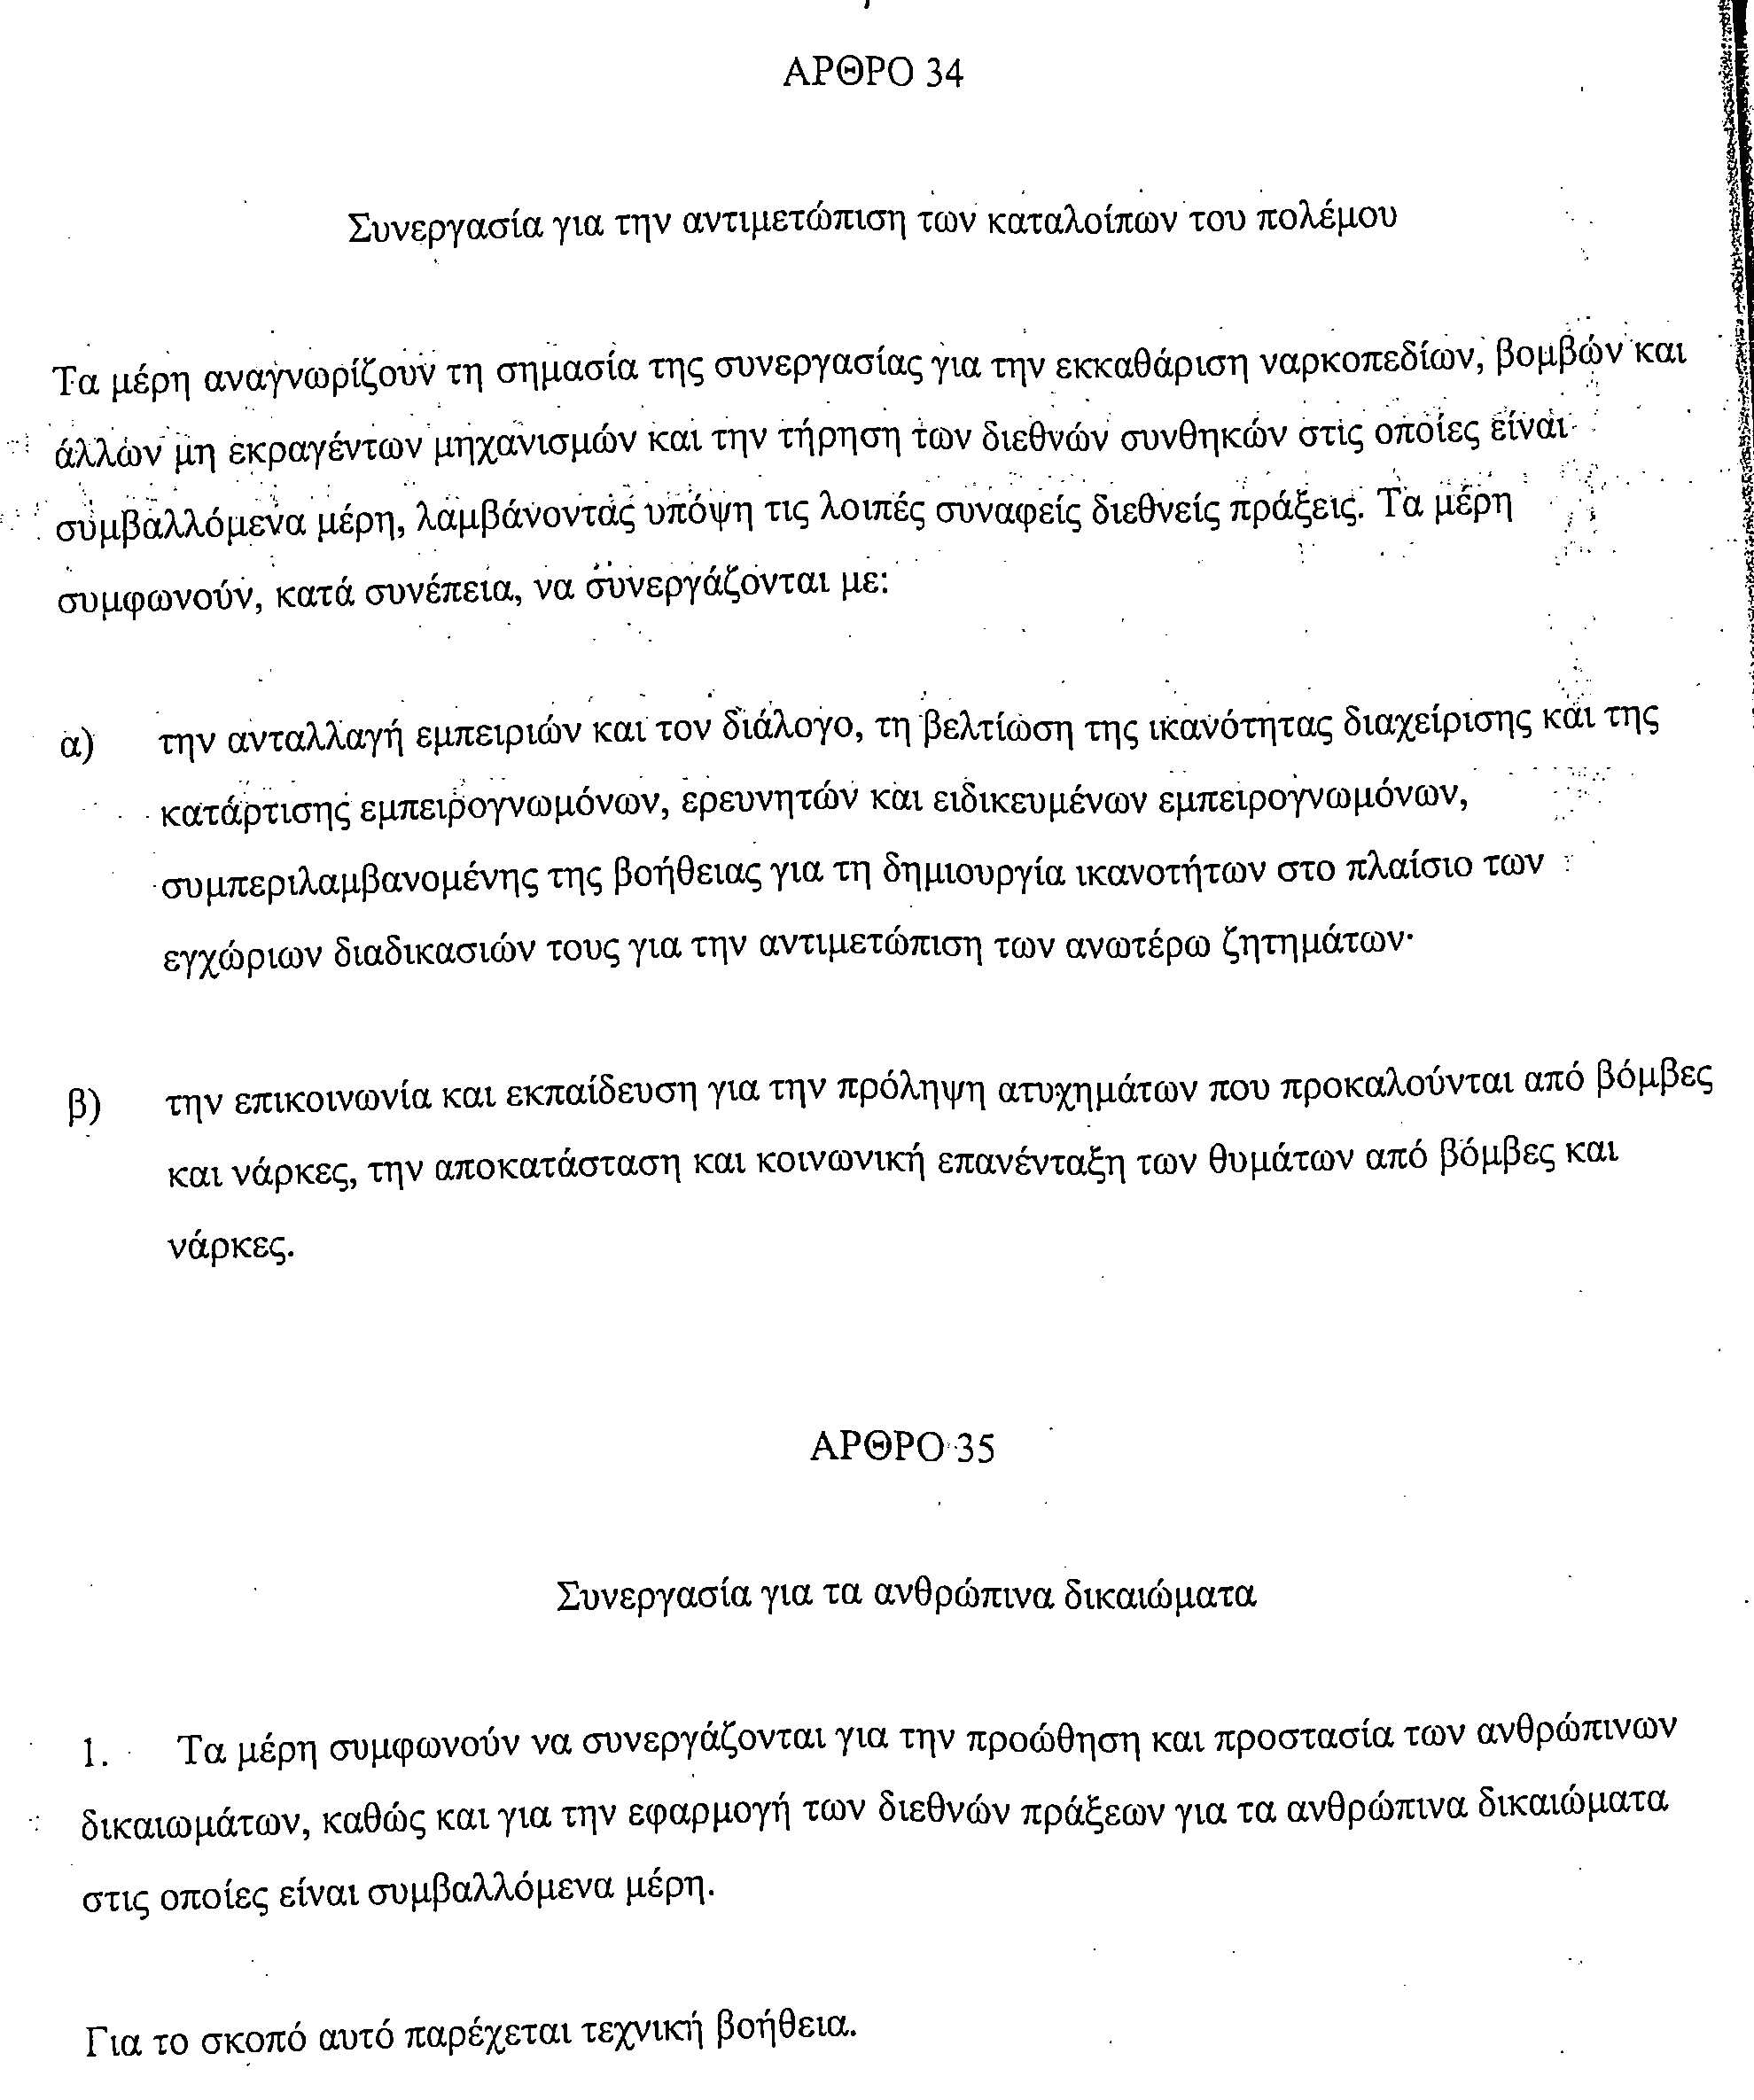 ΑΡΘΡΟ 34
Συνεργασία για την αντιμετώπιση των καταλοίπων του πολέμου
Τα μέρη αναγνωρίζουν τη σημασία της συνεργασίας για την εκκαθάριση ναρκοπεδίων, βομβών και
άλλων μη εκραγέντων μηχανισμών και την τήρηση των διεθνών συνθηκών στις οποίες είναι
συμβαλλόμενα μέρη, λαμβάνοντας υπόψη τις λοιπές συναφείς διεθνείς πράξεις. Τα μέρη
συμφωνούν, κατά συνέπεια, να συνεργάζονται με:
α) την ανταλλαγή εμπειριών και τον διάλογο, τη βελτίωση της ικανότητας διαχείρισης και της
κατάρτισης εμπειρογνωμόνων, ερευνητών και ειδικευμένων εμπειρογνωμόνων,
συμπεριλαμβανομένης της βοήθειας για τη δημιουργία ικανοτήτων στο πλαίσιο των
εγχώριων διαδικασιών τους για την αντιμετώπιση των ανωτέρω ζητημάτων·
β) την επικοινωνία και εκπαίδευση για την πρόληψη ατυχημάτων που προκαλούνται από βόμβες
και νάρκες, την αποκατάσταση και κοινωνική επανένταξη των θυμάτων από βόμβες και
νάρκες.
ΑΡΘΡΟ 35
Συνεργασία για τα ανθρώπινα δικαιώματα
1. Τα μέρη συμφωνούν να συνεργάζονται για την προώθηση και προστασία των ανθρώπινων
δικαιωμάτων, καθώς και για την εφαρμογή των διεθνών πράξεων για τα ανθρώπινα δικαιώματα
στις οποίες είναι συμβαλλόμενα μέρη.
Για το σκοπό αυτό παρέχεται τεχνική βοήθεια.